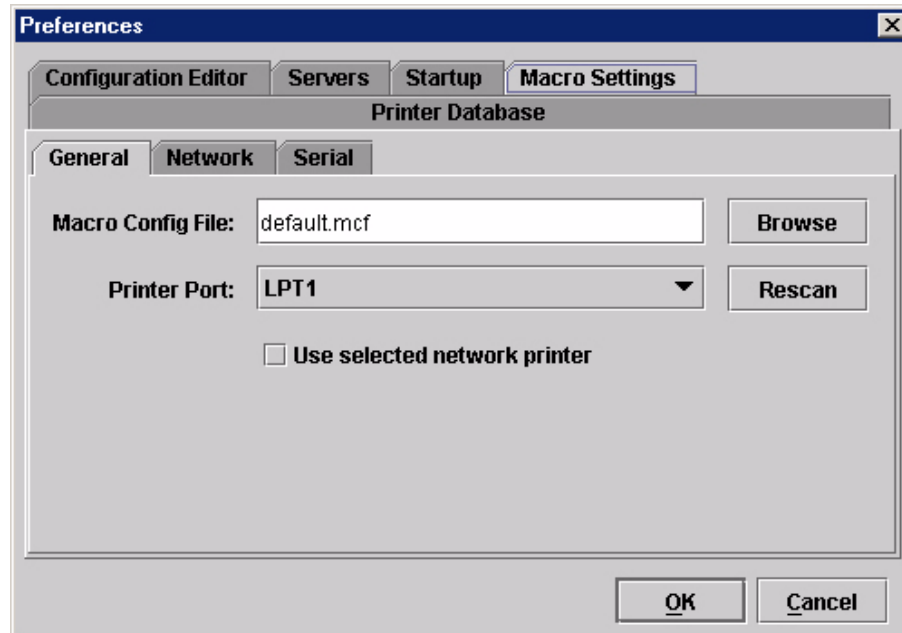 Preferences
Configuration Editor Servers Startup Macro Settings
Printer Database
General Network Serial
Macro Config File: default.mcf Browse
Printer Port: LPT1 Rescan
Use selected network printer
OK Cancel